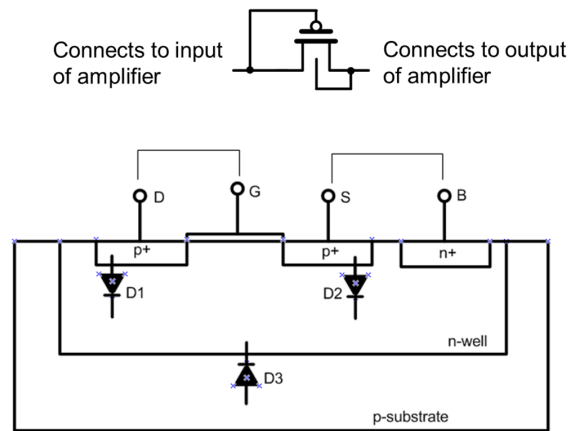 Connects to input
of amplifier
Connects to output
of amplifier
D
G
S
B
p+
p+
n+
D1
D2
n-well
D3
p-substrate